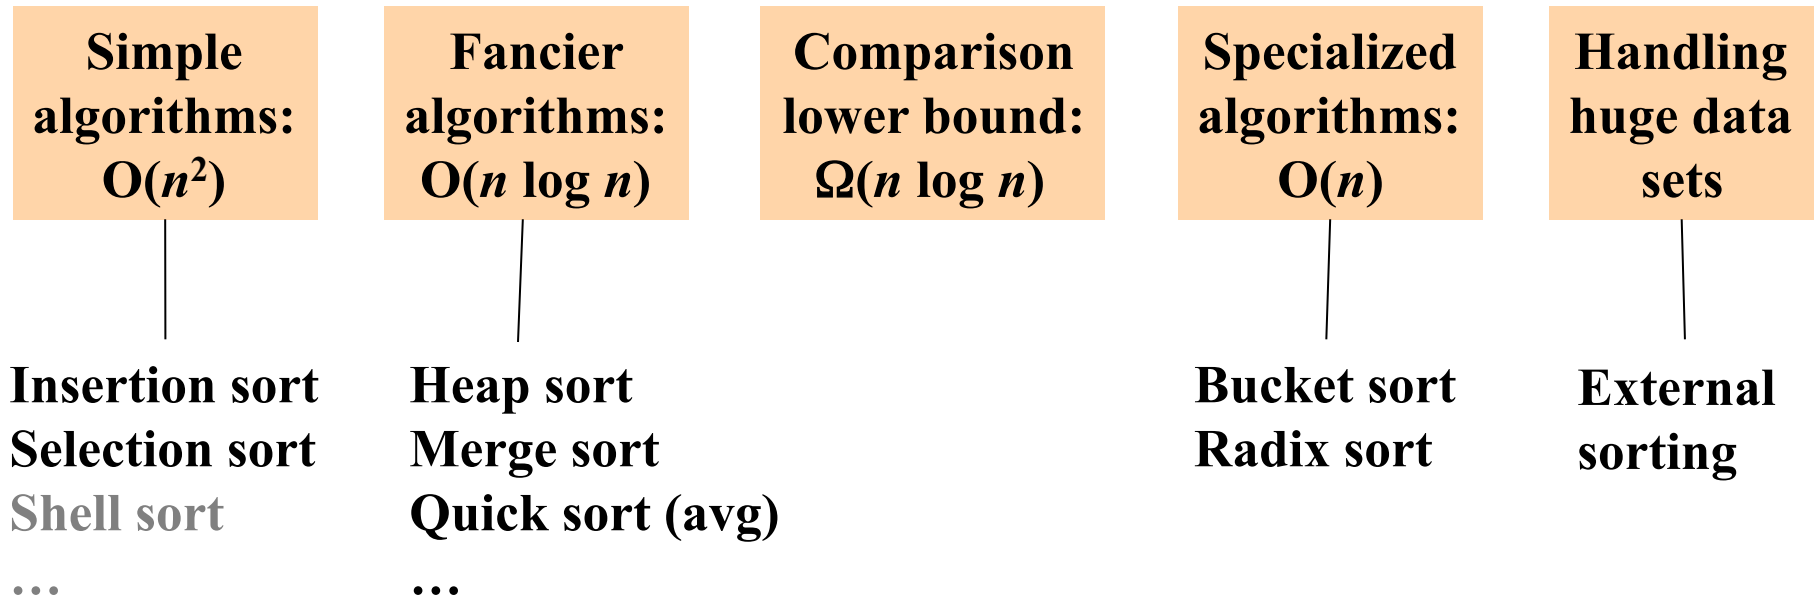 Simple
algorithms:
O(n²)
Fancier
algorithms:
O(n log n)
Comparison
lower bound:
Ω(n log n)
Specialized
algorithms:
O(n)
Handling
huge data
sets
Insertion sort
Selection sort
Shell sort
…
Heap sort
Merge sort
Quick sort (avg)
…
Bucket sort
Radix sort
External
sorting